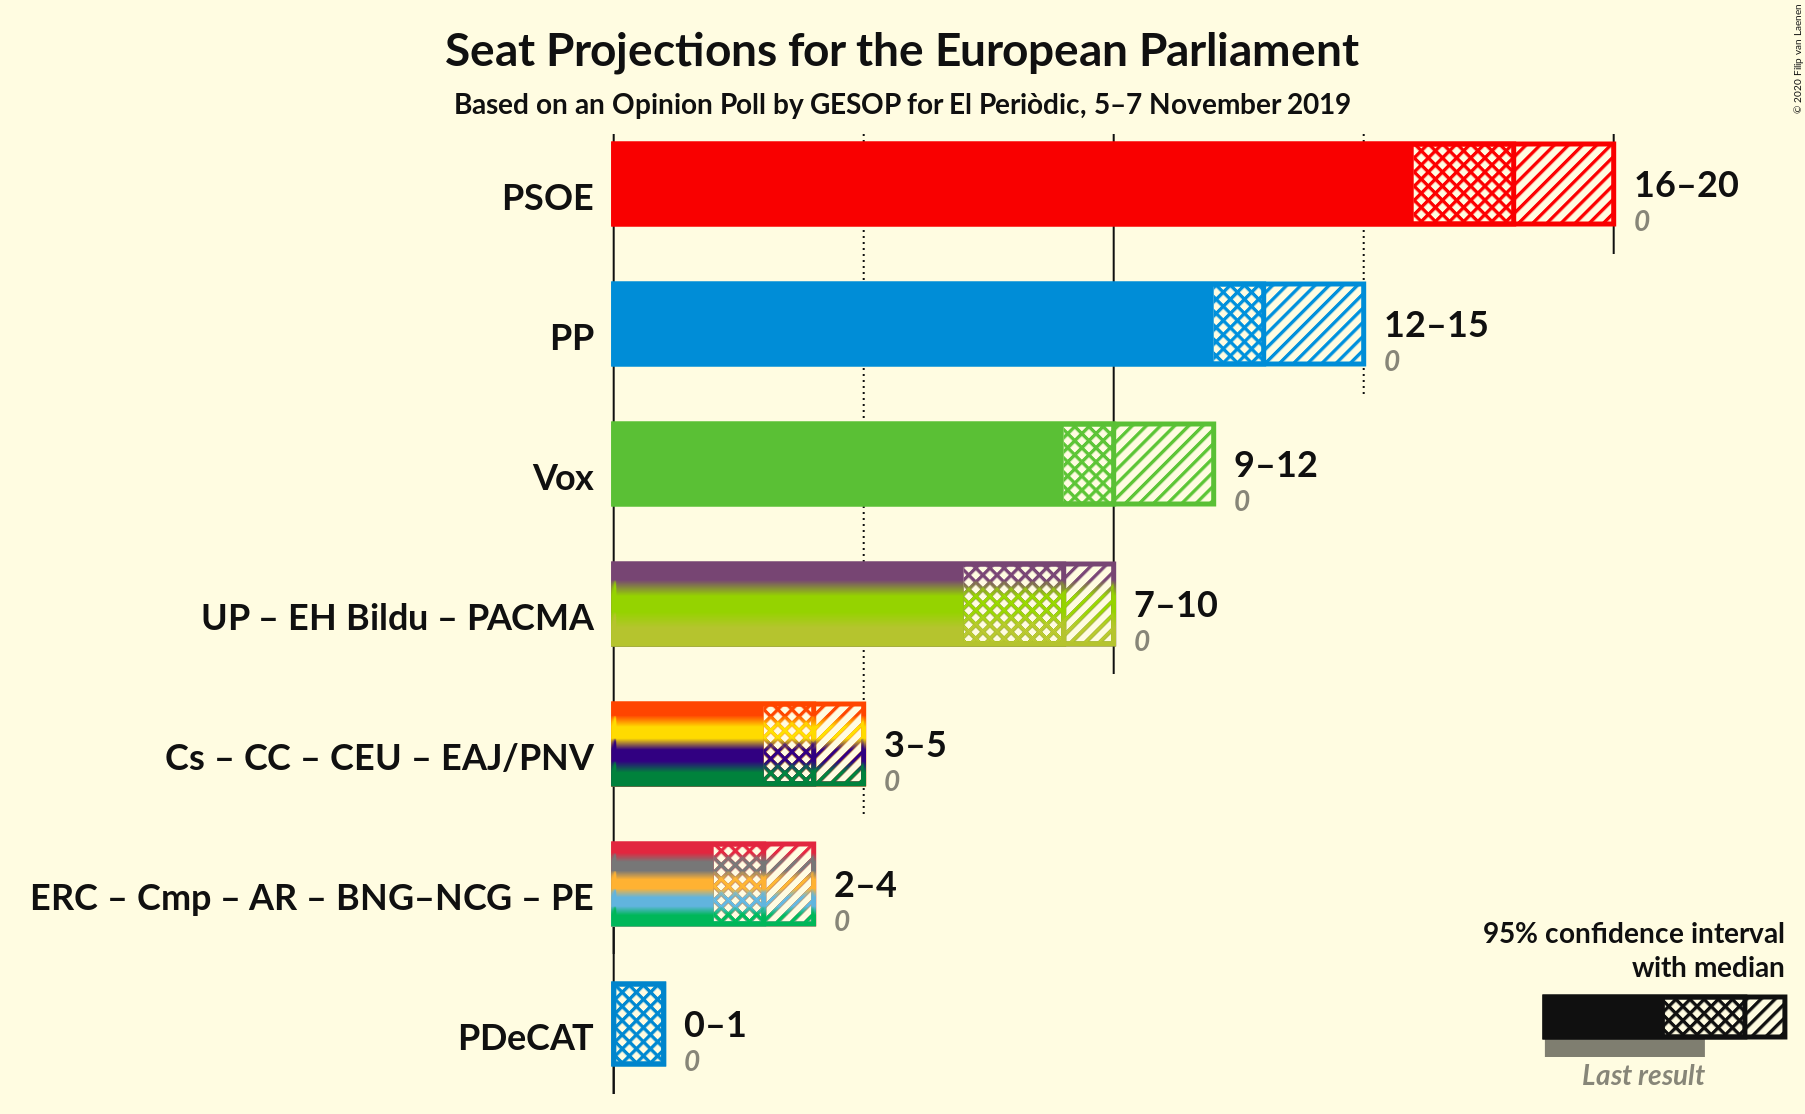 Seat Projections for the European Parliament
Based on an Opinion Poll by GESOP for El Periòdic, 5–7 November 2019
© 2020 Filip van Laenen
PSOE
16–20
0
PP
12–15
0
Vox
9–12
0
UP – EH Bildu – PACMA
7–10
0
Cs – CC – CEU – EAJ/PNV
3–5
0
ERC – Cmp – AR – BNG–NCG – PE
2–4
0
PDeCAT
0–1
0
95% confidence interval
with median
Last result